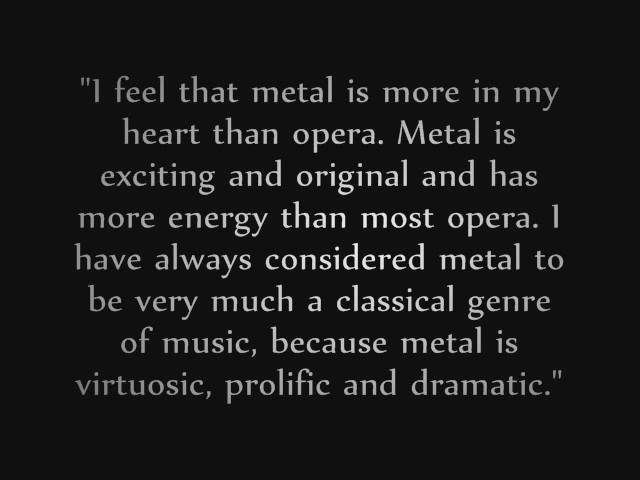 "I feel that metal is more in my
heart than opera. Metal is
exciting and original and has
more energy than most opera. I
have always considered metal to
be very much a classical genre
of music, because metal is
virtuosic, prolific and dramatic."